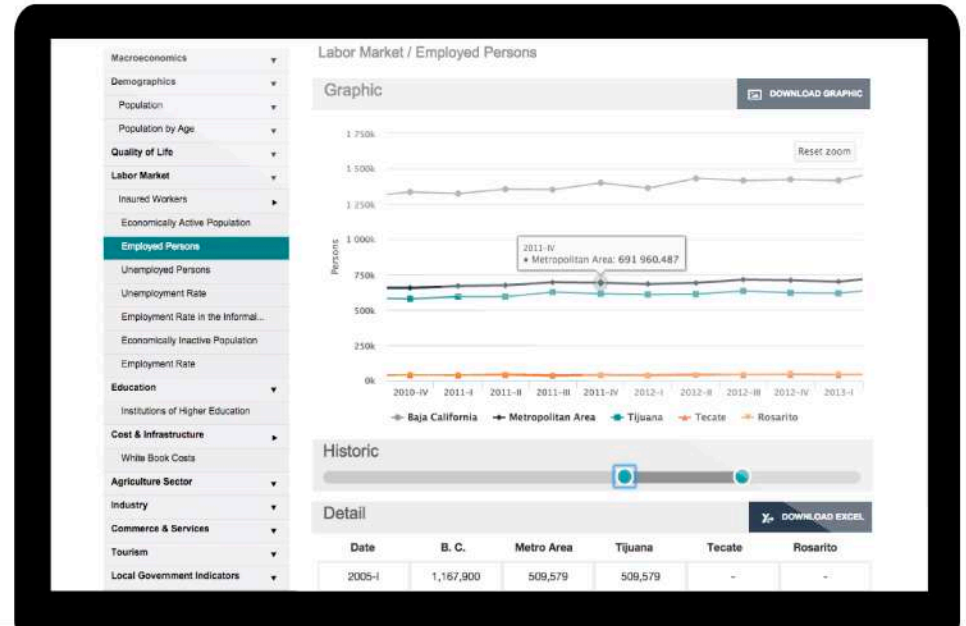 Macroeconomics
Demographics
Population
Population by Age
Quality of Life
Labor Market
Insured Workers
Economically Active Population
Employed Persons
Unemployed Persons
Unemployment Rate
Employment Rate in the Informal...
Economically Inactive Population
Employment Rate
Education
Institutions of Higher Education
Cost & Infrastructure
White Book Costs
Agriculture Sector
Industry
Commerce & Services
Tourism
Local Government Indicators
Labor Market / Employed Persons
Graphic
DOWNLOAD GRAPHIC
Reset zoom
1 750k
1 500k
1 250k
1 000k
750k
500k
250k
0k
Persons
2011-IV
Metropolitan Area: 691 960.487
2010-IV 2011-I 2011-II 2011-III 2011-IV 2012-I 2012-II 2012-III 2012-IV 2013-I
Baja California Metropolitan Area Tijuana Tecate Rosarito
Historic
Detail
DOWNLOAD EXCEL
Date B. C. Metro Area Tijuana Tecate Rosarito
2005-I 1,167,900 509,579 509,579 - -